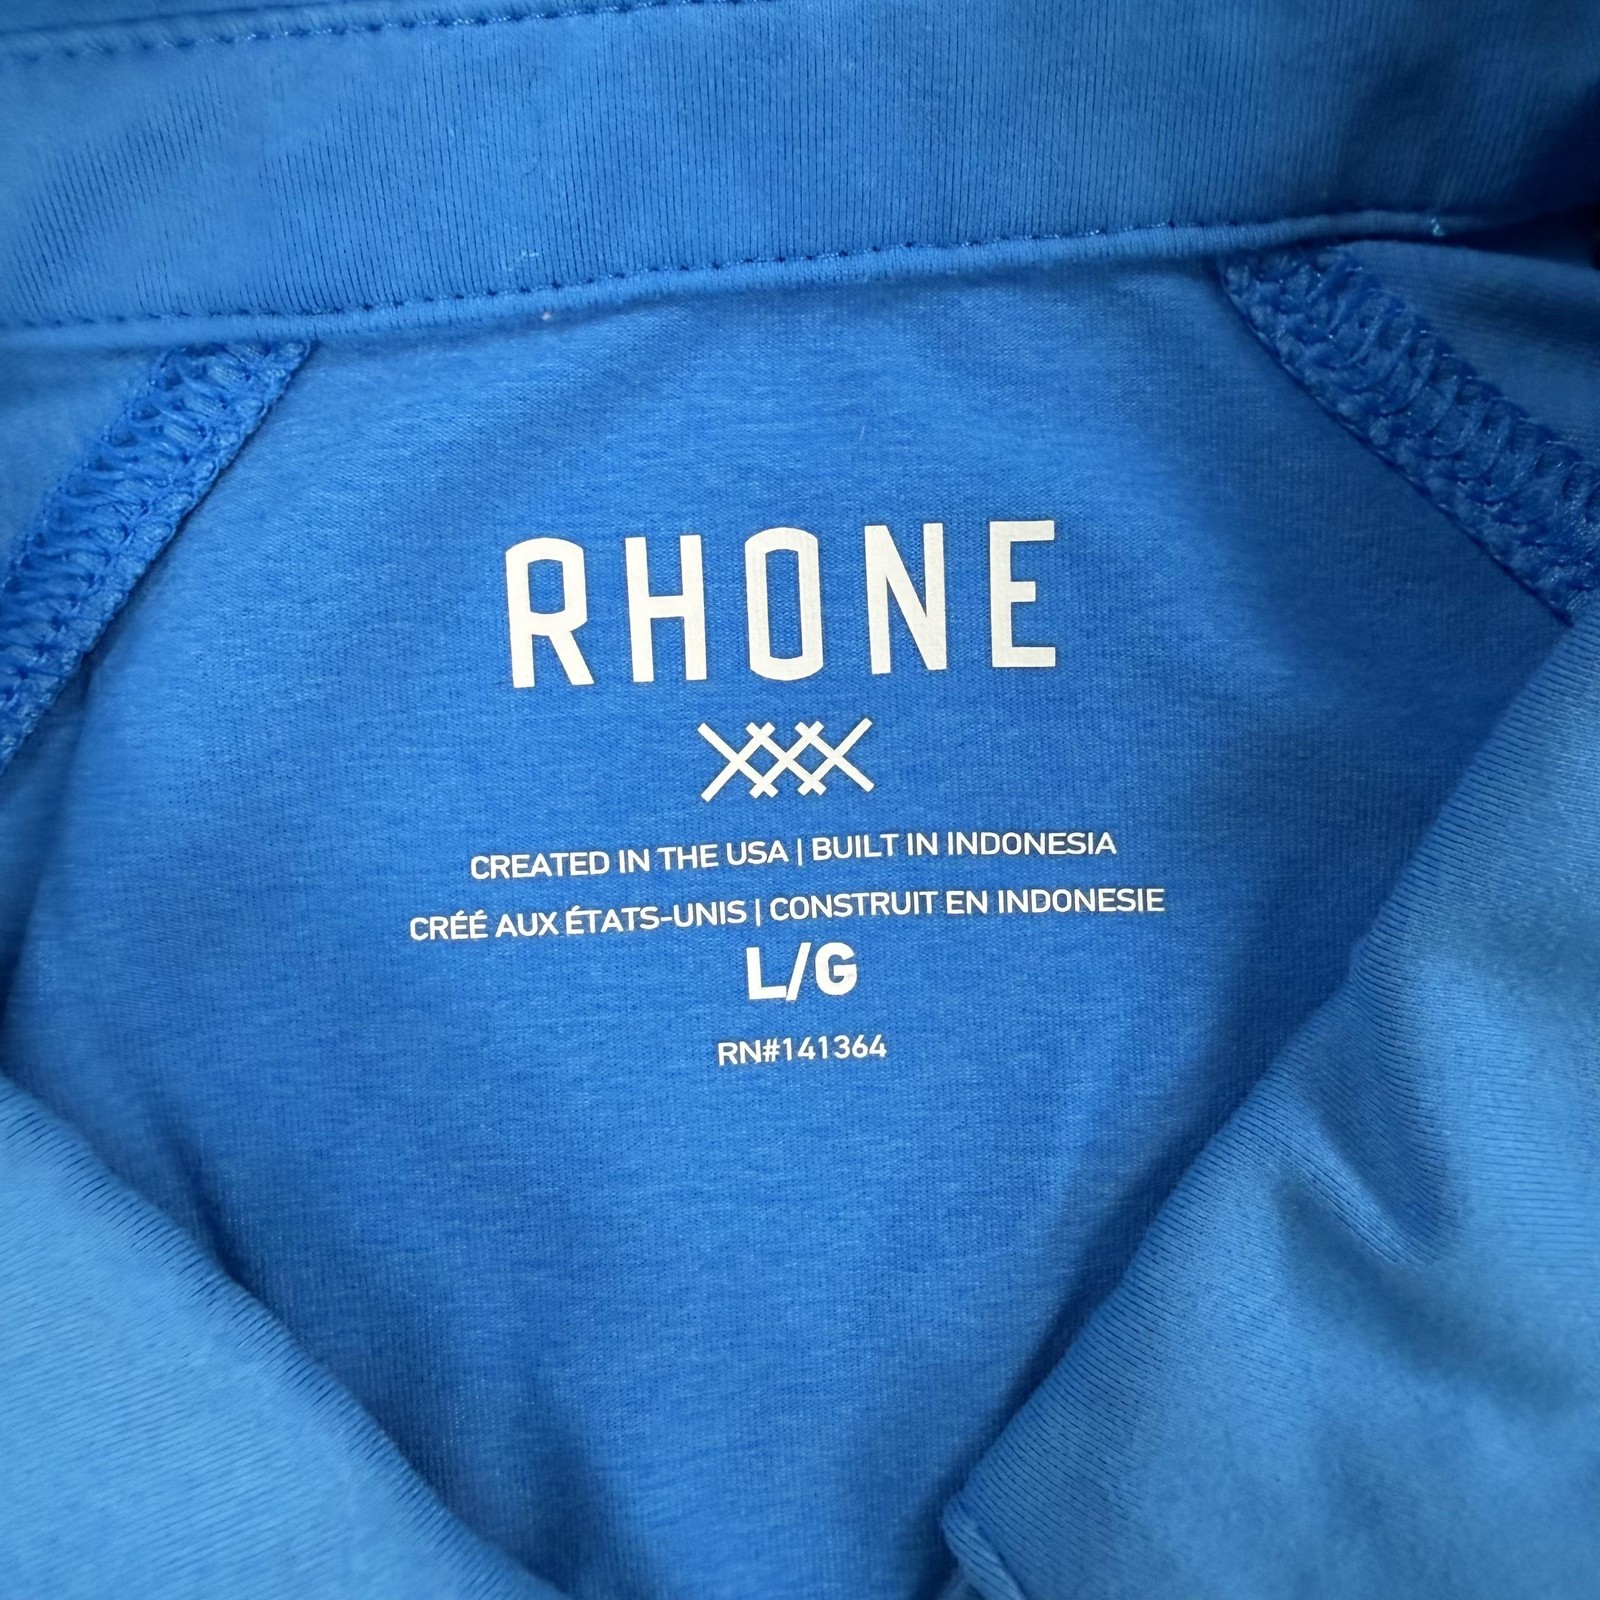 RHONE
CREATED IN THE USA | BUILT IN INDONESIA
CRÉÉ AUX ÉTATS-UNIS | CONSTRUIT EN INDONESIE
L/G
RN#141364